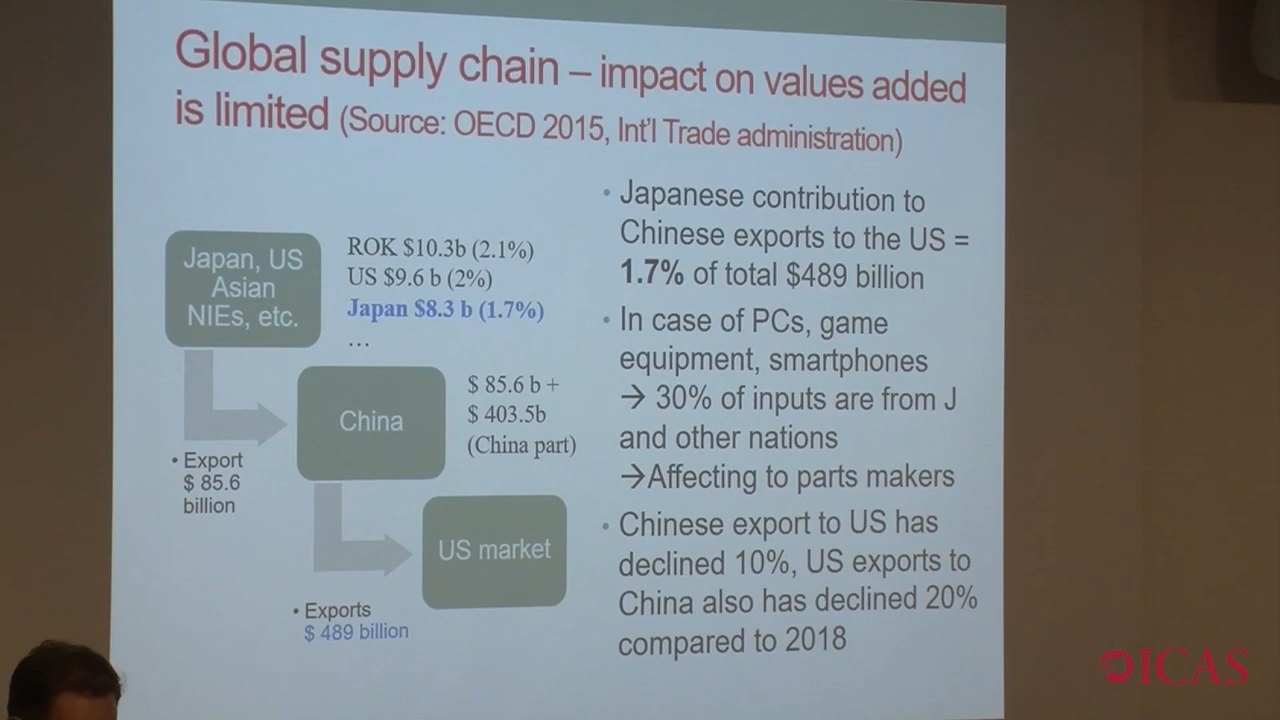 Global supply chain – impact on values added
is limited (Source: OECD 2015, Int'l Trade administration)
Japan, US
Asian
NIEs, etc.
ROK $10.3b (2.1%)
US $9.6 b (2%)
Japan $8.3 b (1.7%)
…
China
$ 85.6 b +
$ 403.5b
(China part)
• Export
$ 85.6
billion
US market
• Exports
$ 489 billion
• Japanese contribution to
Chinese exports to the US =
1.7% of total $489 billion
• In case of PCs, game
equipment, smartphones
→ 30% of inputs are from J
and other nations
→Affecting to parts makers
• Chinese export to US has
declined 10%, US exports to
China also has declined 20%
compared to 2018
ICAS